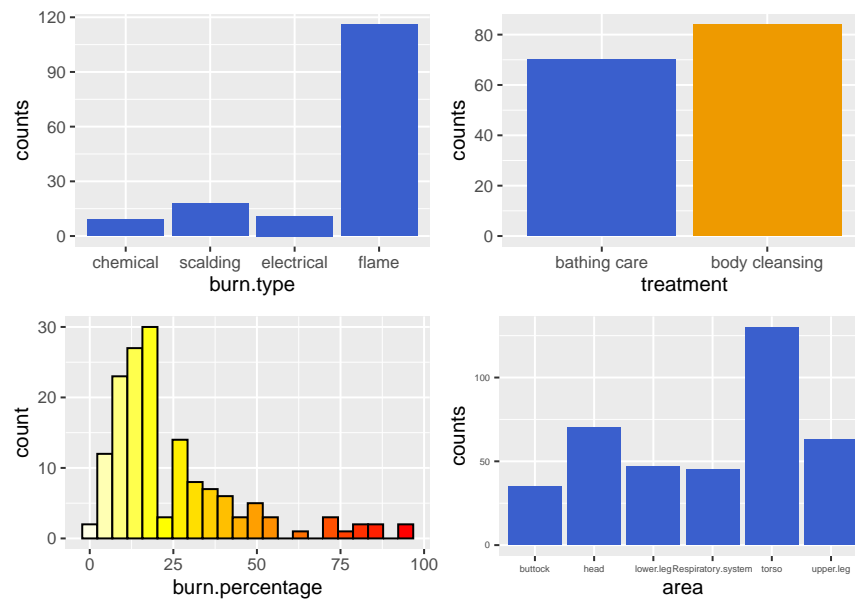 120
90
60
30
0
counts
chemical scalding electrical flame
burn.type
80
60
40
20
0
counts
bathing care body cleansing
treatment
30
20
10
0
count
0 25 50 75 100
burn.percentage
100
50
0
counts
buttock head lower.leg Respiratory.system torso upper.leg
area